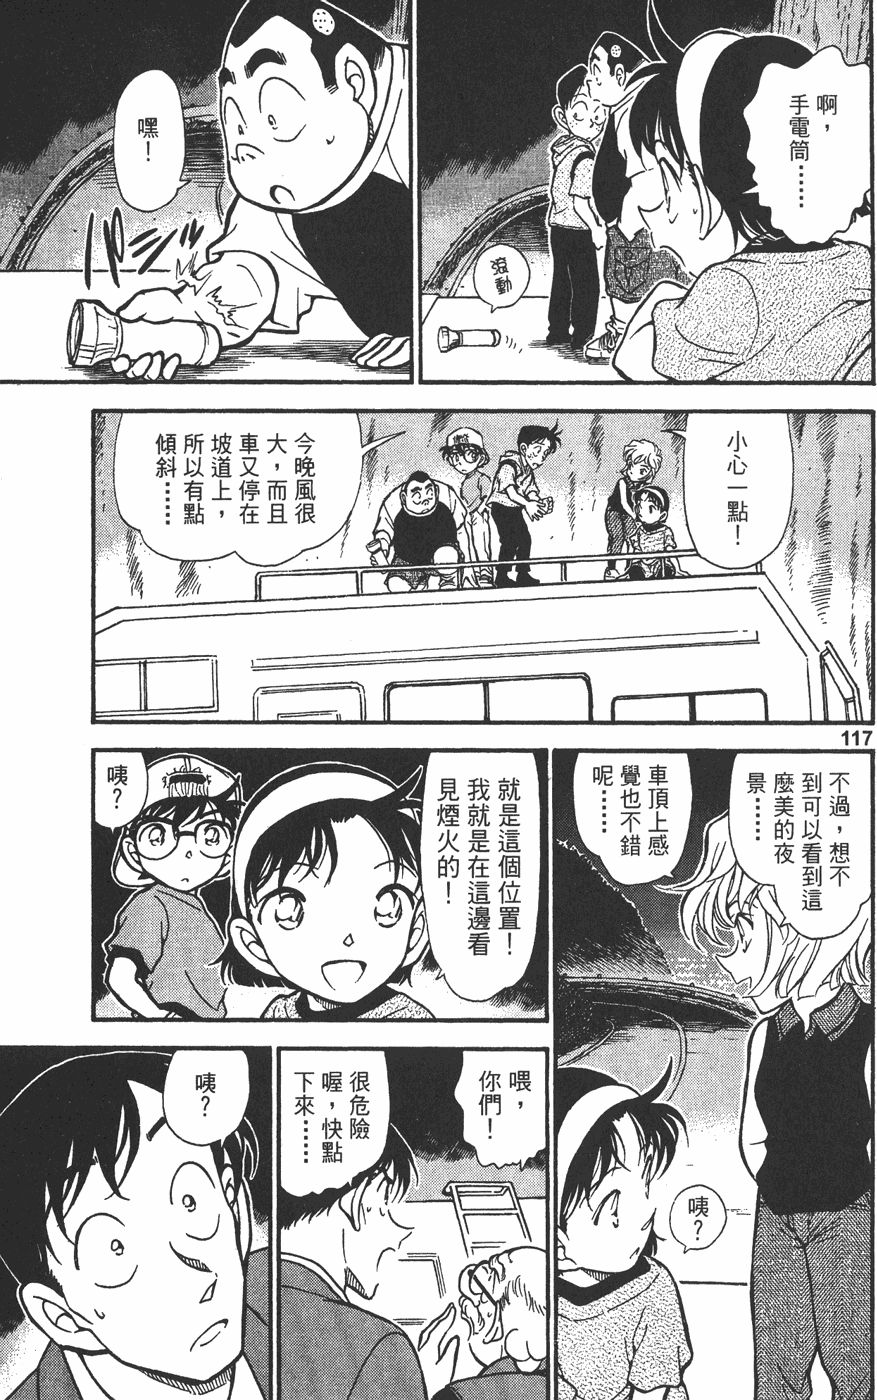 啊，
手電筒……
滾動
嘿！
小心一點！
今晚風很
大，而且
車又停在
坡道上，
所以有點
傾斜……
117
不過，想不
到可以看到這
麼美的夜
景……
車頂上感
覺也不錯
呢……
咦？
就是這個位置！
我就是在這邊看
見煙火的！
咦？
喂，
你們！
很危險
喔，快點
下來……
咦？